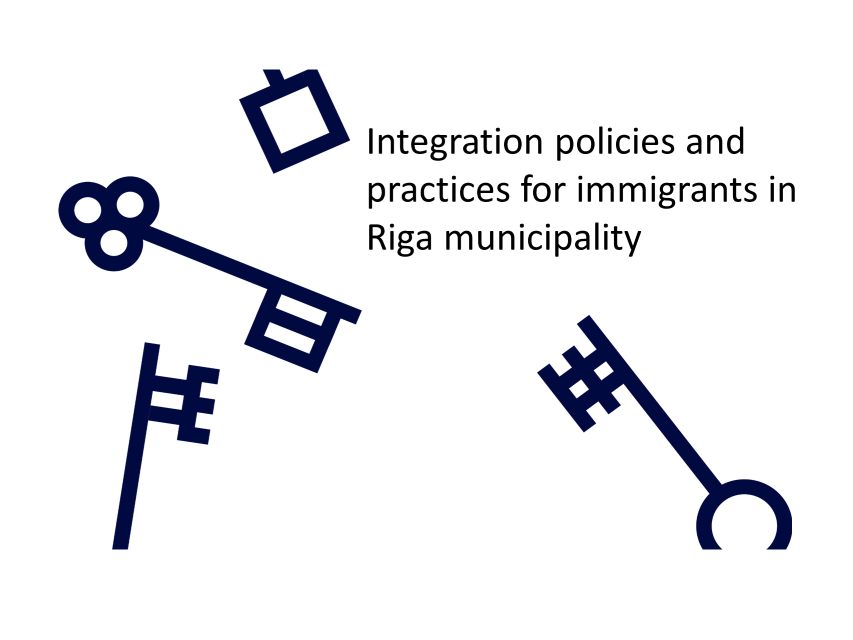 Integration policies and
practices for immigrants in
Riga municipality